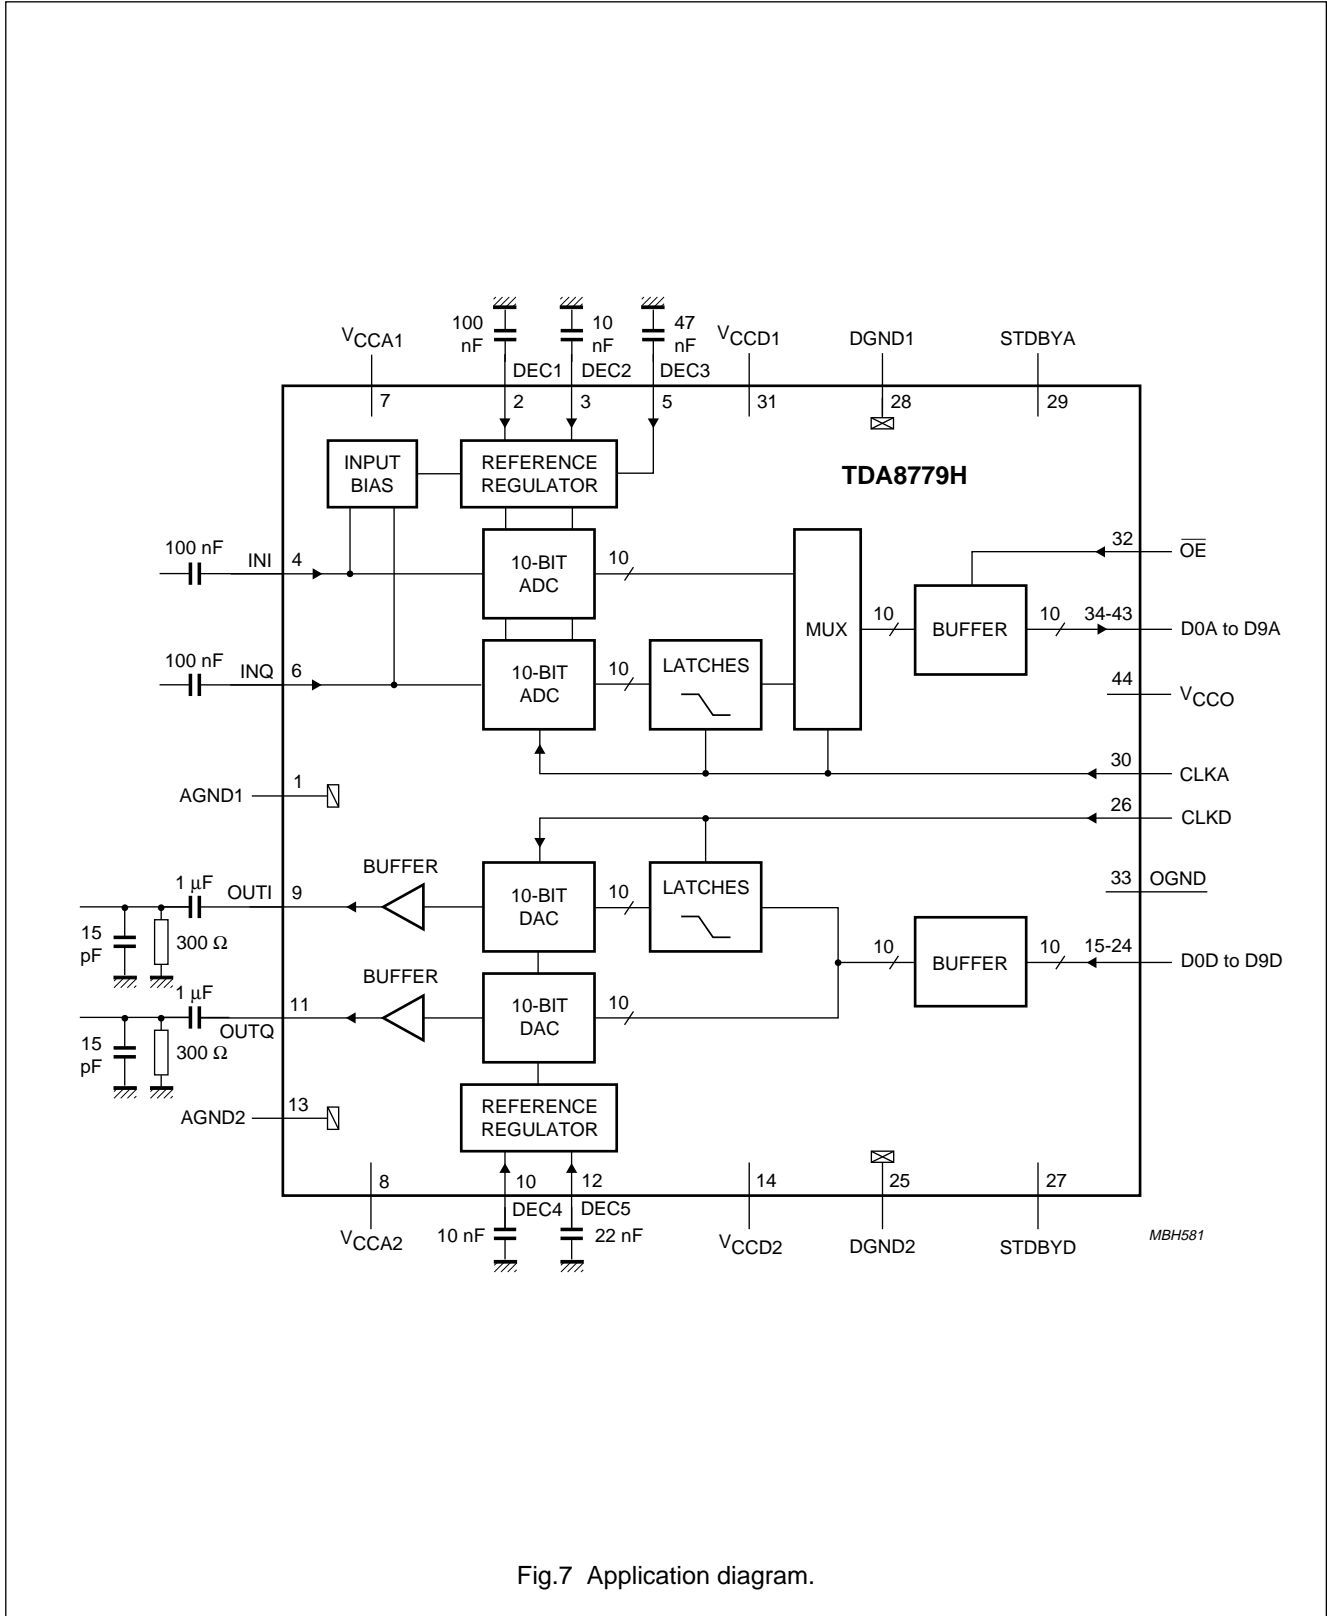 100
nF
10
nF
47
nF
VCCA1
VCCD1
DGND1
STDBYA
DEC1
DEC2
DEC3
7
2
3
5
31
28
29
INPUT
BIAS
REFERENCE
REGULATOR
TDA8779H
100 nF
INI
4
10-BIT
ADC
10
MUX
10
BUFFER
10
32
OE
34-43
D0A to D9A
100 nF
INQ
6
10-BIT
ADC
10
LATCHES
44
VCCO
30
CLKA
AGND1
1
26
CLKD
33
OGND
1 μF
OUTI
9
BUFFER
10-BIT
DAC
10
LATCHES
15
pF
300 Ω
10
BUFFER
10
15-24
D0D to D9D
1 μF
OUTQ
11
BUFFER
10-BIT
DAC
10
15
pF
300 Ω
AGND2
13
REFERENCE
REGULATOR
8
10
12
14
25
27
DEC4
DEC5
VCCA2
10 nF
22 nF
VCCD2
DGND2
STDBYD
MBH581
Fig.7 Application diagram.